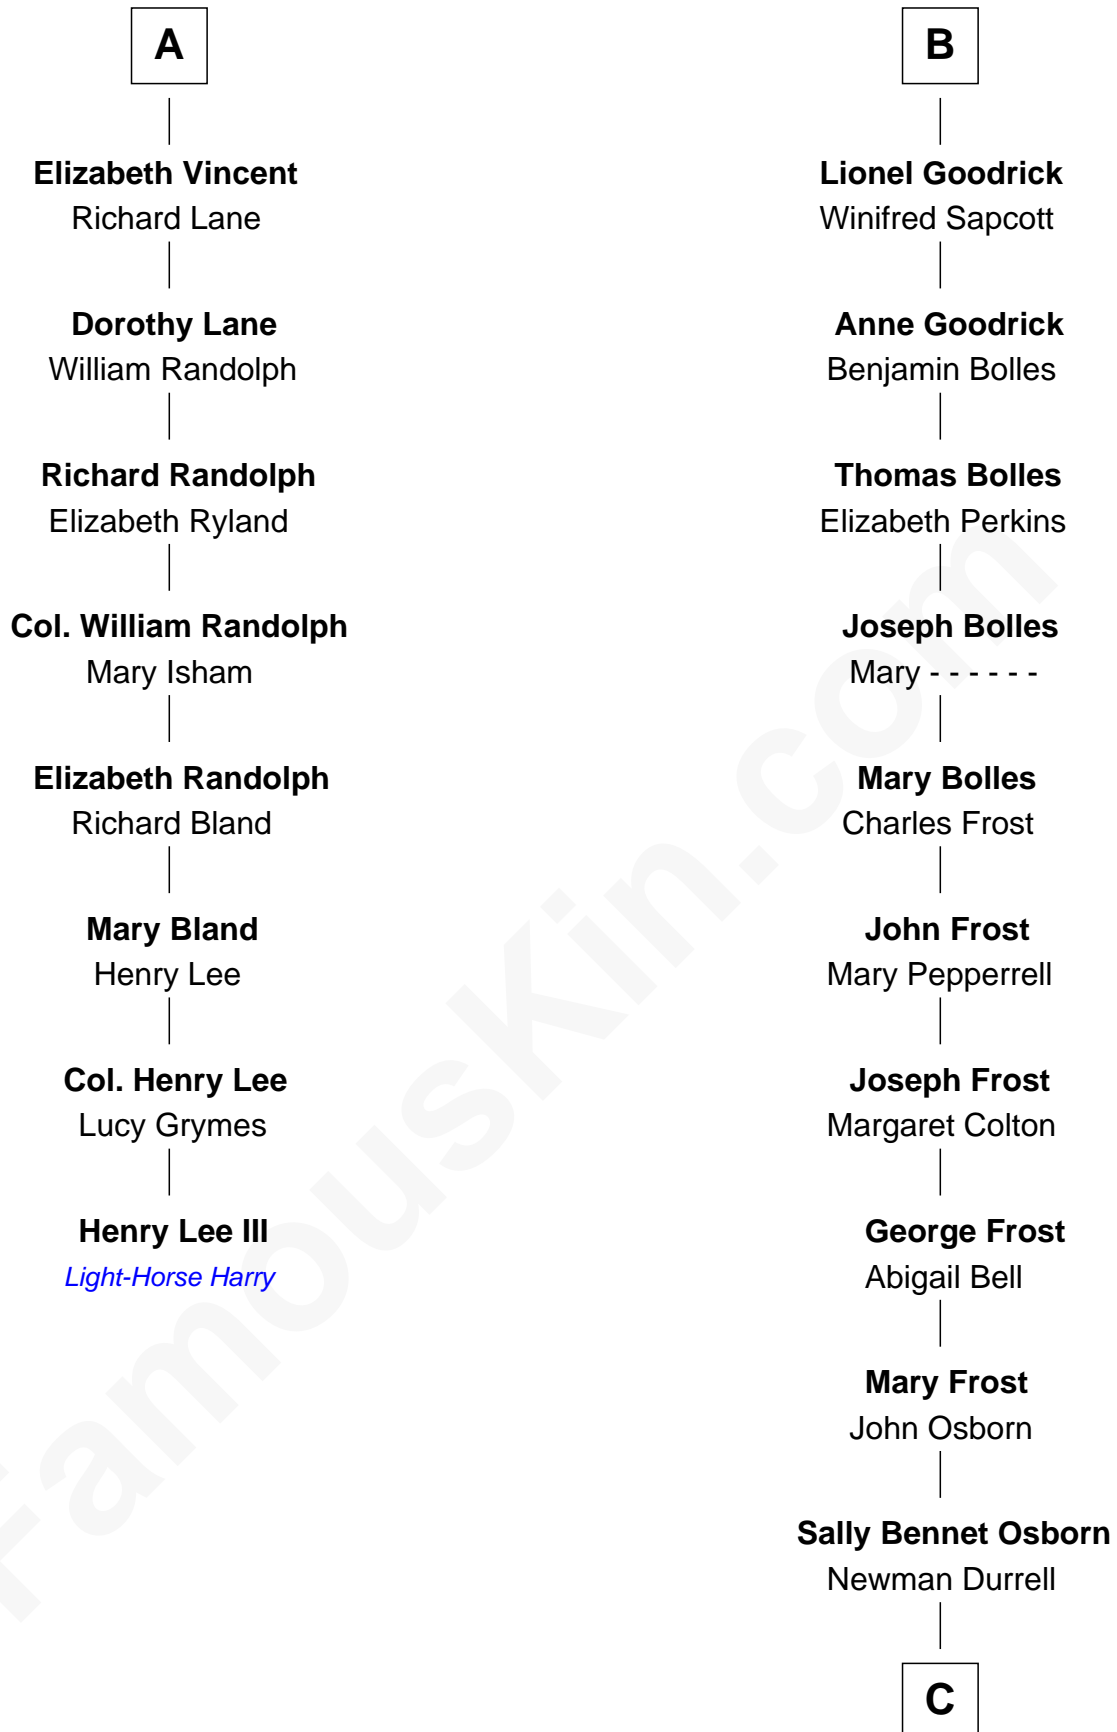 A
Elizabeth Vincent
Richard Lane
Dorothy Lane
William Randolph
Richard Randolph
Elizabeth Ryland
Col. William Randolph
Mary Isham
Elizabeth Randolph
Richard Bland
Mary Bland
Henry Lee
Col. Henry Lee
Lucy Grymes
Henry Lee III
Light-Horse Harry
B
Lionel Goodrick
Winifred Sapcott
Anne Goodrick
Benjamin Bolles
Thomas Bolles
Elizabeth Perkins
Joseph Bolles
Mary - - - - - -
Mary Bolles
Charles Frost
John Frost
Mary Pepperrell
Joseph Frost
Margaret Colton
George Frost
Abigail Bell
Mary Frost
John Osborn
Sally Bennet Osborn
Newman Durrell
C
FamousKin.com